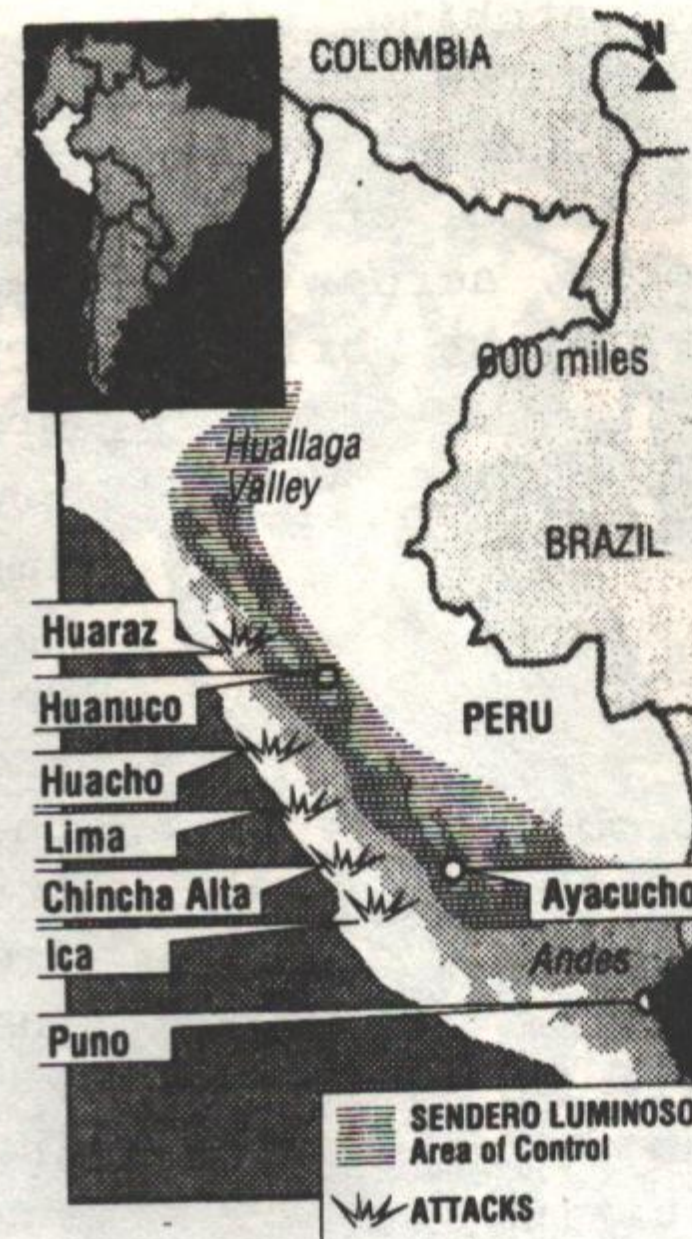 COLOMBIA
N
600 miles
Huallaga
Valley
BRAZIL
Huaraz
Huanuco
PERU
Huacho
Lima
Chincha Alta
Ayacucho
Ica
Andes
Puno
SENDERO LUMINOSO
Area of Control
ATTACKS